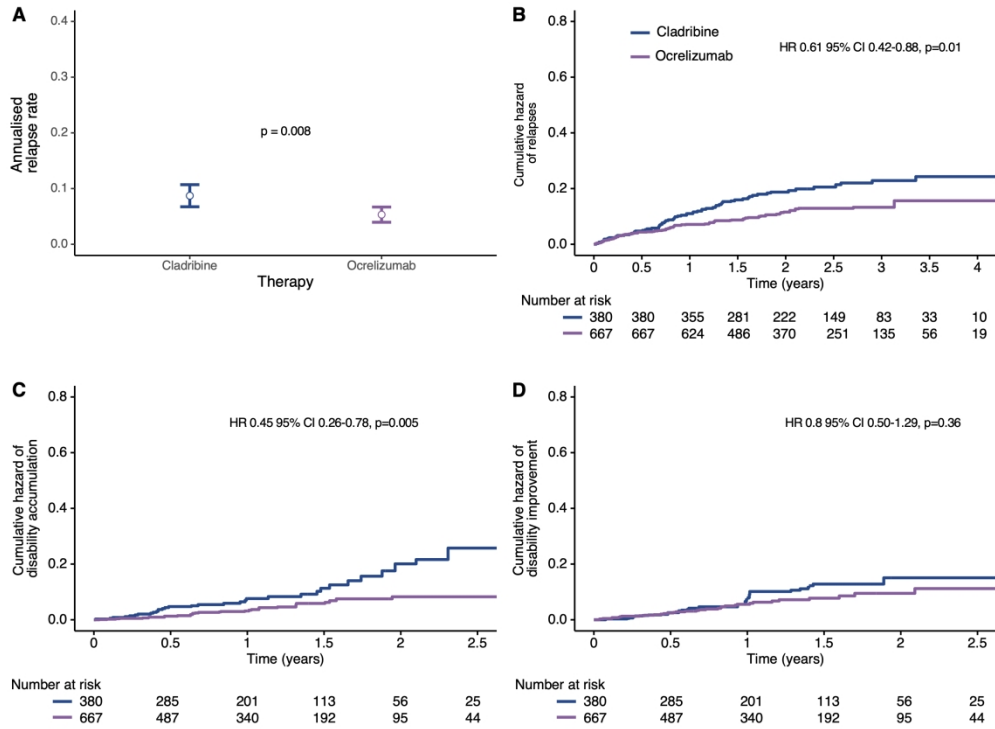 A
Annualised
relapse rate
0.4
0.3
0.2
0.1
0.0
p = 0.008
Cladribine
Ocrelizumab
Therapy
B
Cumulative hazard
of relapses
0.8
0.6
0.4
0.2
0.0
Cladribine
Ocrelizumab
HR 0.61 95% CI 0.42-0.88, p=0.01
0 0.5 1 1.5 2 2.5 3 3.5 4
Time (years)
Number at risk
380 380 355 281 222 149 83 33 10
667 667 624 486 370 251 135 56 19
C
Cumulative hazard of
disability accumulation
0.8
0.6
0.4
0.2
0.0
HR 0.45 95% CI 0.26-0.78, p=0.005
0 0.5 1 1.5 2 2.5
Time (years)
Number at risk
380 285 201 113 56 25
667 487 340 192 95 44
D
Cumulative hazard of
disability improvement
0.8
0.6
0.4
0.2
0.0
HR 0.8 95% CI 0.50-1.29, p=0.36
0 0.5 1 1.5 2 2.5
Time (years)
Number at risk
380 285 201 113 56 25
667 487 340 192 95 44